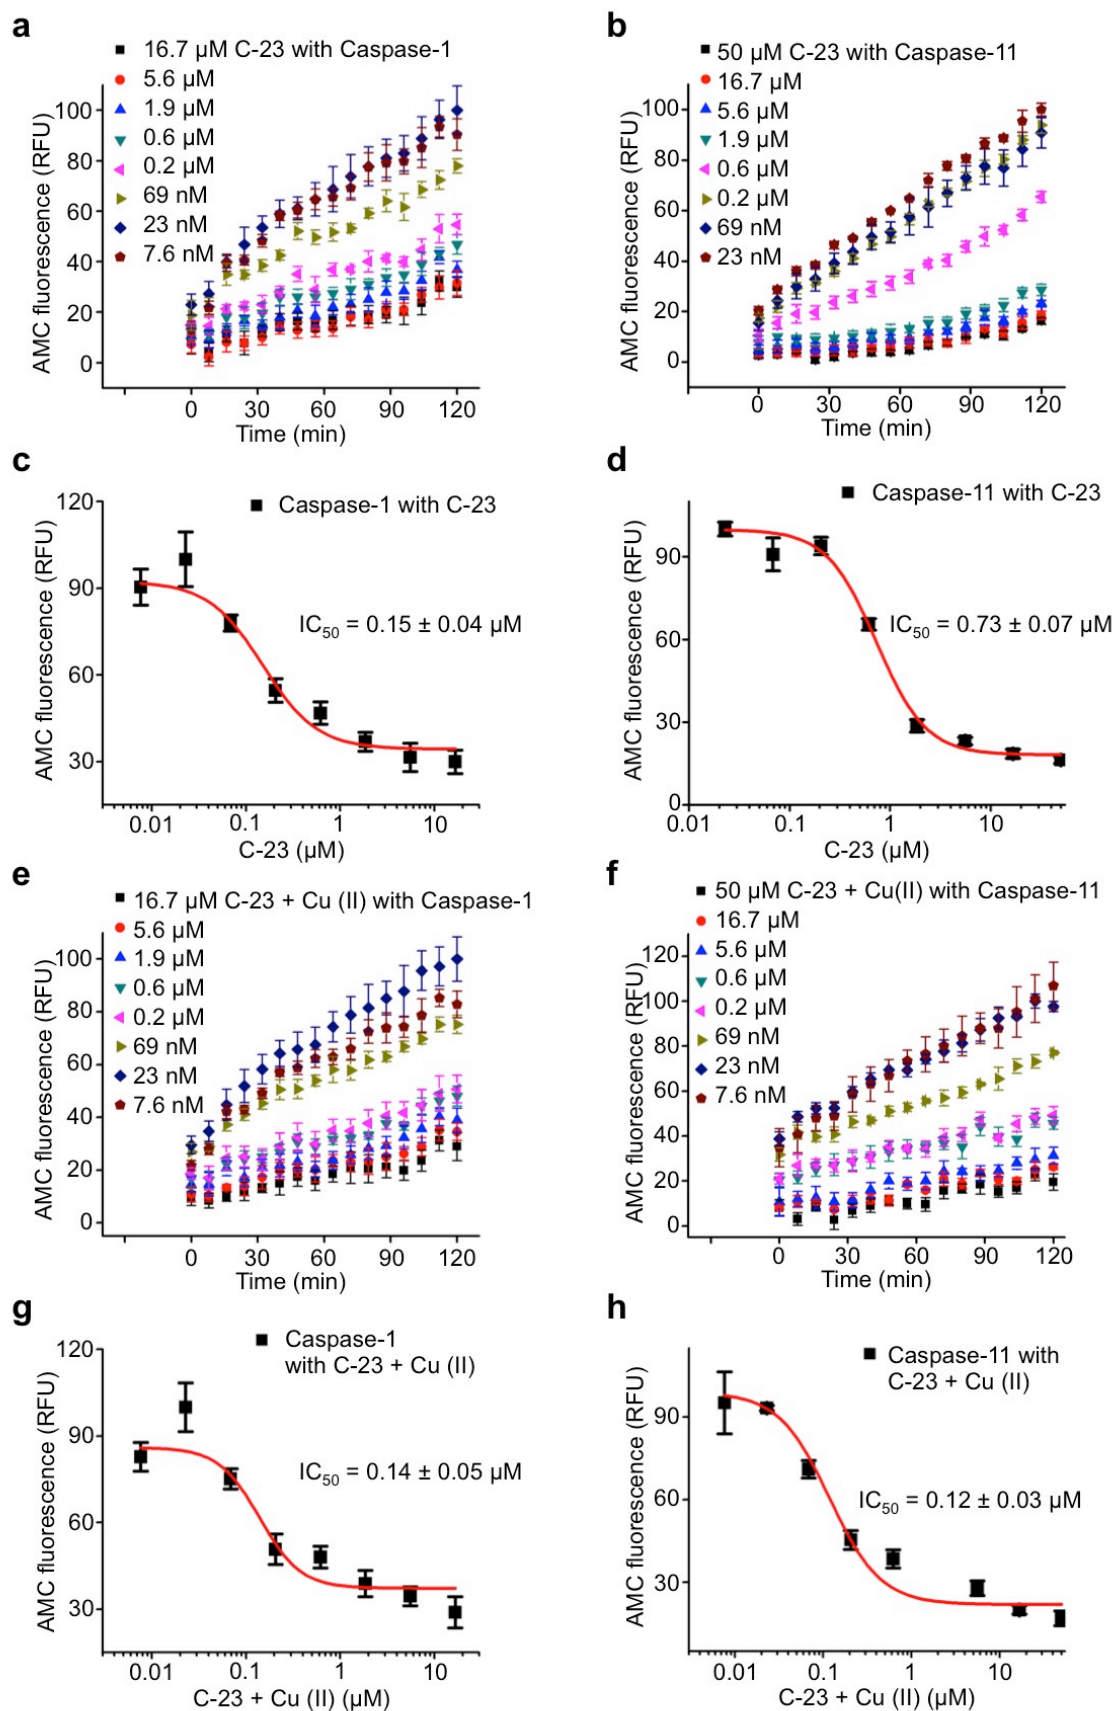 a
16.7 µM C-23 with Caspase-1
5.6 µM
1.9 µM
0.6 µM
0.2 µM
69 nM
23 nM
7.6 nM
AMC fluorescence (RFU)
100
80
60
40
20
0
0 30 60 90 120
Time (min)
b
50 µM C-23 with Caspase-11
16.7 µM
5.6 µM
1.9 µM
0.6 µM
0.2 µM
69 nM
23 nM
AMC fluorescence (RFU)
100
80
60
40
20
0
0 30 60 90 120
Time (min)
c
Caspase-1 with C-23
IC50 = 0.15 ± 0.04 µM
AMC fluorescence (RFU)
120
90
60
30
0.01 0.1 1 10
C-23 (µM)
d
Caspase-11 with C-23
IC50 = 0.73 ± 0.07 µM
AMC fluorescence (RFU)
90
60
30
0
0.01 0.1 1 10
C-23 (µM)
e
16.7 µM C-23 + Cu (II) with Caspase-1
5.6 µM
1.9 µM
0.6 µM
0.2 µM
69 nM
23 nM
7.6 nM
AMC fluorescence (RFU)
100
80
60
40
20
0
0 30 60 90 120
Time (min)
f
50 µM C-23 + Cu(II) with Caspase-11
16.7 µM
5.6 µM
0.6 µM
0.2 µM
69 nM
23 nM
7.6 nM
AMC fluorescence (RFU)
120
100
80
60
40
20
0
0 30 60 90 120
Time (min)
g
Caspase-1
with C-23 + Cu (II)
IC50 = 0.14 ± 0.05 µM
AMC fluorescence (RFU)
120
90
60
30
0.01 0.1 1 10
C-23 + Cu (II) (µM)
h
Caspase-11 with
C-23 + Cu (II)
IC50 = 0.12 ± 0.03 µM
AMC fluorescence (RFU)
90
60
30
0.01 0.1 1 10
C-23 + Cu (II) (µM)